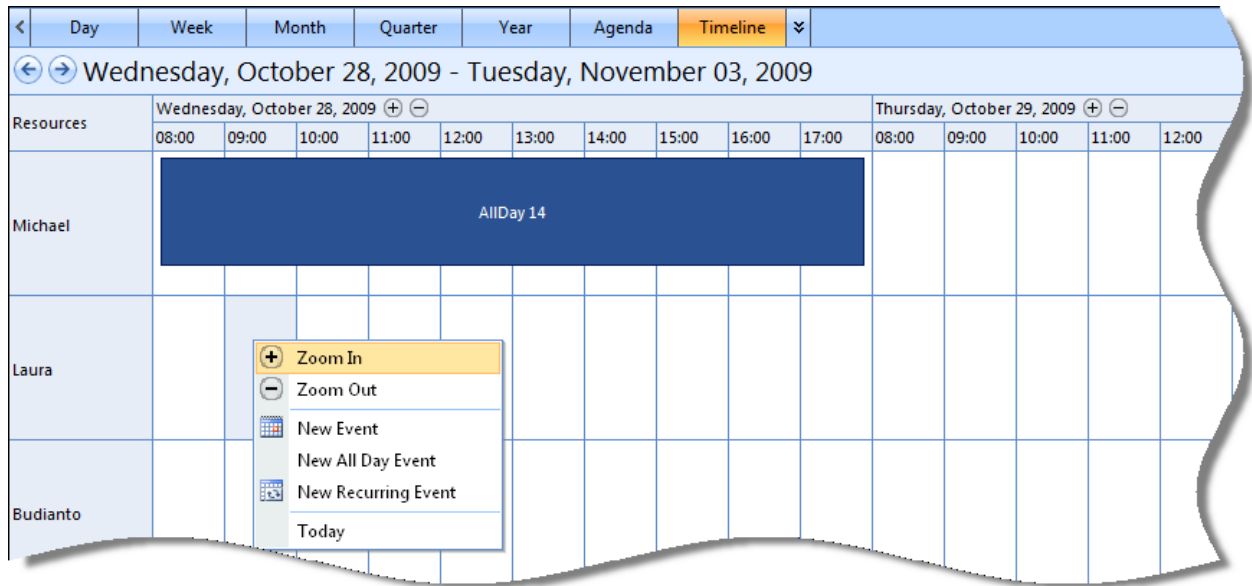 Day Week Month Quarter Year Agenda Timeline
Wednesday, October 28, 2009 - Tuesday, November 03, 2009
Resources
Wednesday, October 28, 2009 Thursday, October 29, 2009
08:00 09:00 10:00 11:00 12:00 13:00 14:00 15:00 16:00 17:00 08:00 09:00 10:00 11:00 12:00
Michael
AllDay 14
Laura
Zoom In
Zoom Out
New Event
New All Day Event
New Recurring Event
Budianto
Today